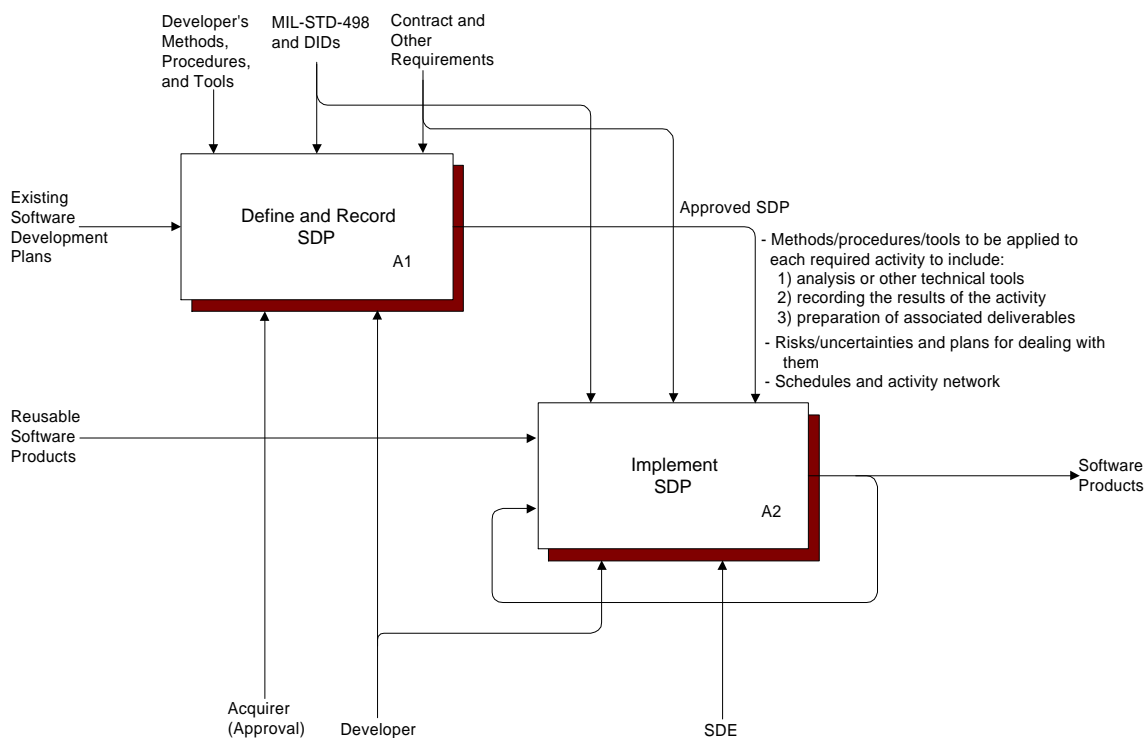 Developer's
Methods,
Procedures,
and Tools
MIL-STD-498
and DIDs
Contract and
Other
Requirements
Existing
Software
Development
Plans
Define and Record
SDP
A1
Approved SDP
- Methods/procedures/tools to be applied to
each required activity to include:
1) analysis or other technical tools
2) recording the results of the activity
3) preparation of associated deliverables
- Risks/uncertainties and plans for dealing with
them
- Schedules and activity network
Reusable
Software
Products
Implement
SDP
A2
Software
Products
Acquirer
(Approval)
Developer
SDE